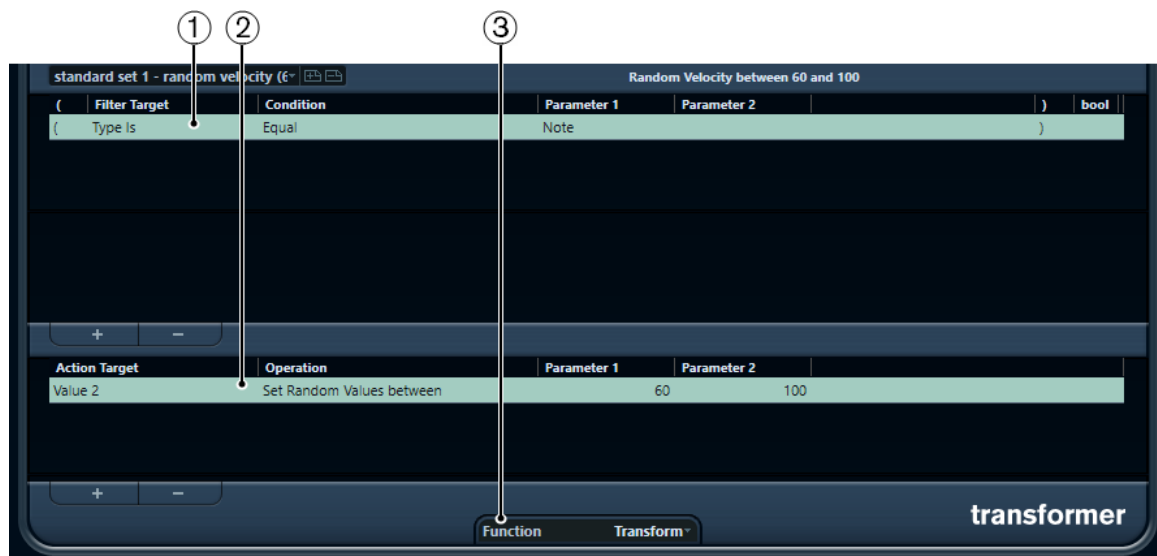 1 2 3
standard set 1 - random velocity (6 Random Velocity between 60 and 100
( Filter Target Condition Parameter 1 Parameter 2 ) bool
( Type Is Equal Note )
+ −
Action Target Operation Parameter 1 Parameter 2
Value 2 Set Random Values between 60 100
+ −
transformer
Function Transform